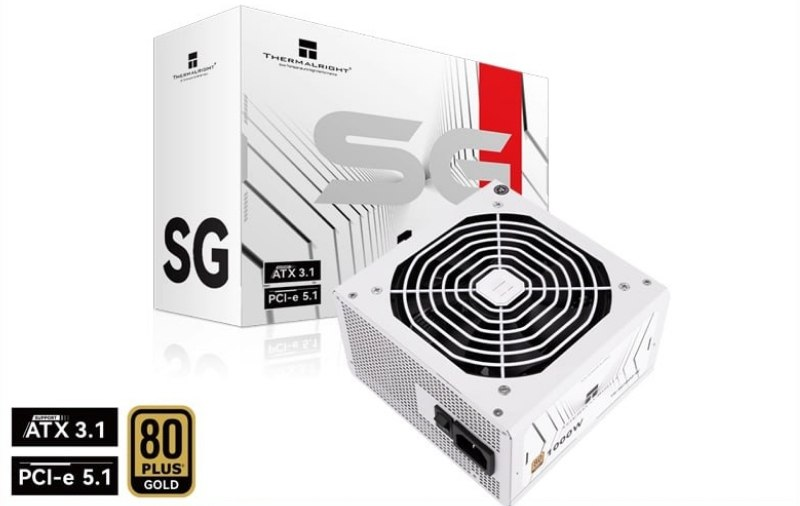 THERMALRIGHT®
THERMALRIGHT®
SG
SG
ATX 3.1
PCI-e 5.1
THERMALRIGHT
1000W
SUPPORT
ATX 3.1
PCI-e 5.1
80
PLUS®
GOLD